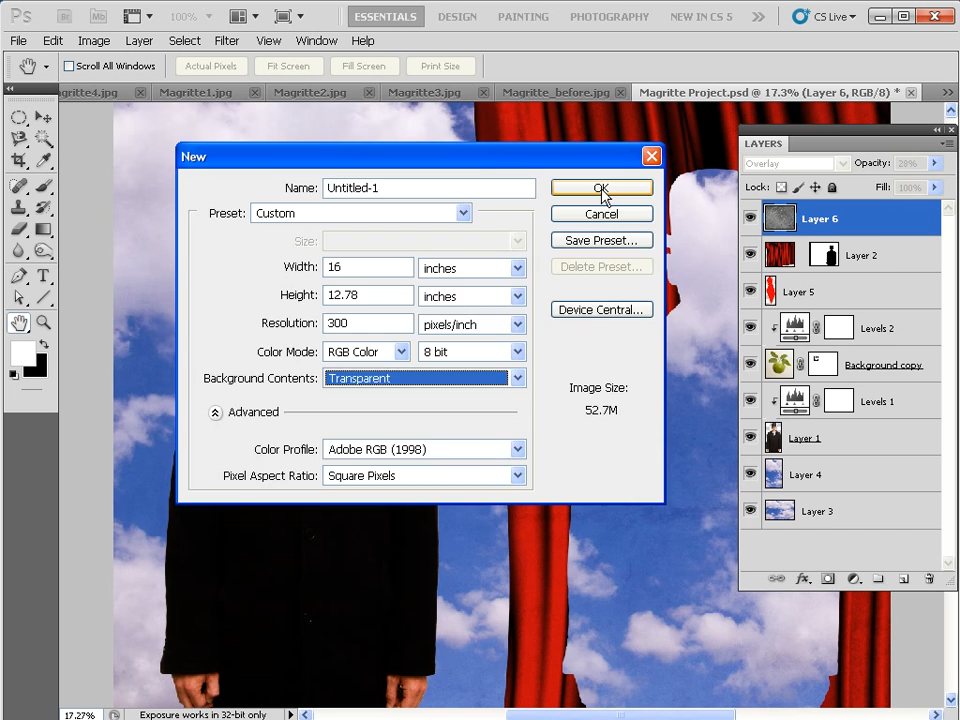 Ps Br Mb 100% ESSENTIALS DESIGN PAINTING PHOTOGRAPHY NEW IN CS 5 CS Live
File Edit Image Layer Select Filter View Window Help
Scroll All Windows Actual Pixels Fit Screen Fill Screen Print Size
agritte4.jpg Magritte1.jpg Magritte2.jpg Magritte3.jpg Magritte_before.jpg Magritte Project.psd @ 17.3% (Layer 6, RGB/8) *
New
Name: Untitled-1 OK
Preset: Custom Cancel
Size: Save Preset...
Width: 16 inches Delete Preset...
Height: 12.78 inches
Resolution: 300 pixels/inch Device Central...
Color Mode: RGB Color 8 bit
Background Contents: Transparent
Image Size:
52.7M
Advanced
Color Profile: Adobe RGB (1998)
Pixel Aspect Ratio: Square Pixels
LAYERS
Overlay Opacity: 28%
Lock: Fill: 100%
Layer 6
Layer 2
Layer 5
Levels 2
Background copy
Levels 1
Layer 1
Layer 4
Layer 3
fx
T
17.27% Exposure works in 32-bit only